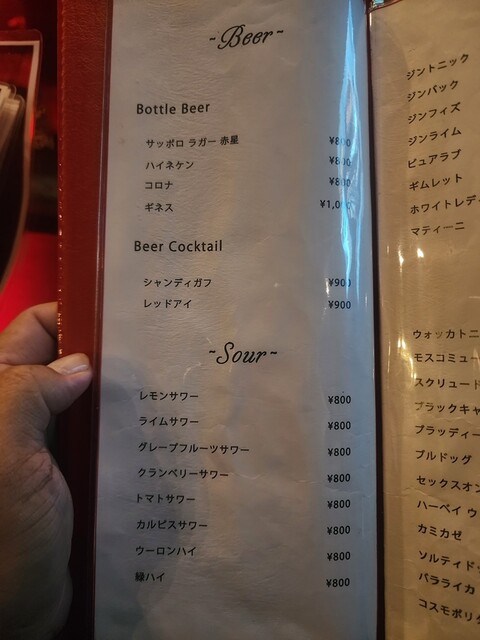 ~Beer~
Bottle Beer
サッポロ ラガー 赤星 ¥800
ハイネケン ¥800
コロナ ¥800
ギネス
Beer Cocktail
シャンディガフ ¥900
レッドアイ ¥900
~Sour~
レモンサワー ¥800
ライムサワー ¥800
グレープフルーツサワー ¥800
クランベリーサワー ¥800
トマトサワー ¥800
カルピスサワー ¥800
ウーロンハイ ¥800
緑ハイ ¥800
ジントニック
ジンバック
ジンフィズ
ジンライム
ピュアラブ
ギムレット
ホワイトレデ
マティーニ
ウォッカトニ
モスコミュー
スクリュード
ブラックキャ
ブラッディー
ブルドッグ
セックスオン
ハーベイ ウ
カミカゼ
ソルティド
バラライカ
コスモポリタ